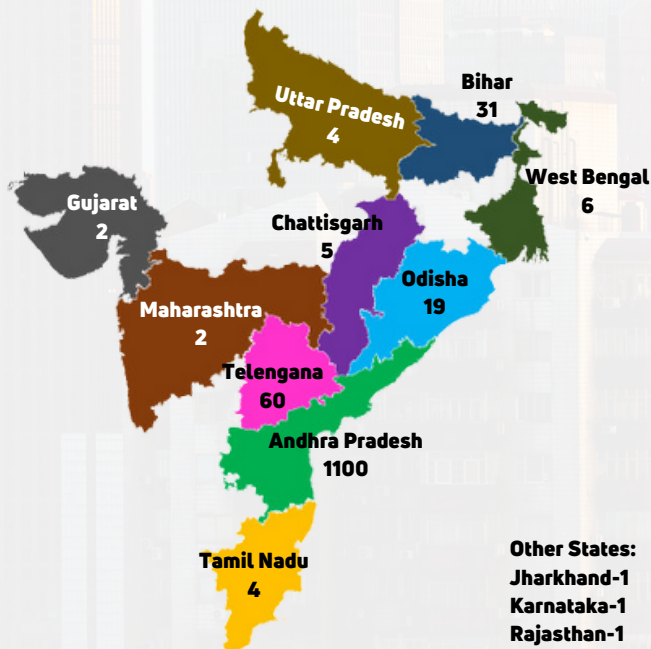 Uttar Pradesh
4
Bihar
31
West Bengal
6
Gujarat
2
Chattisgarh
5
Odisha
19
Maharashtra
2
Telengana
60
Andhra Pradesh
1100
Tamil Nadu
4
Other States:
Jharkhand-1
Karnataka-1
Rajasthan-1